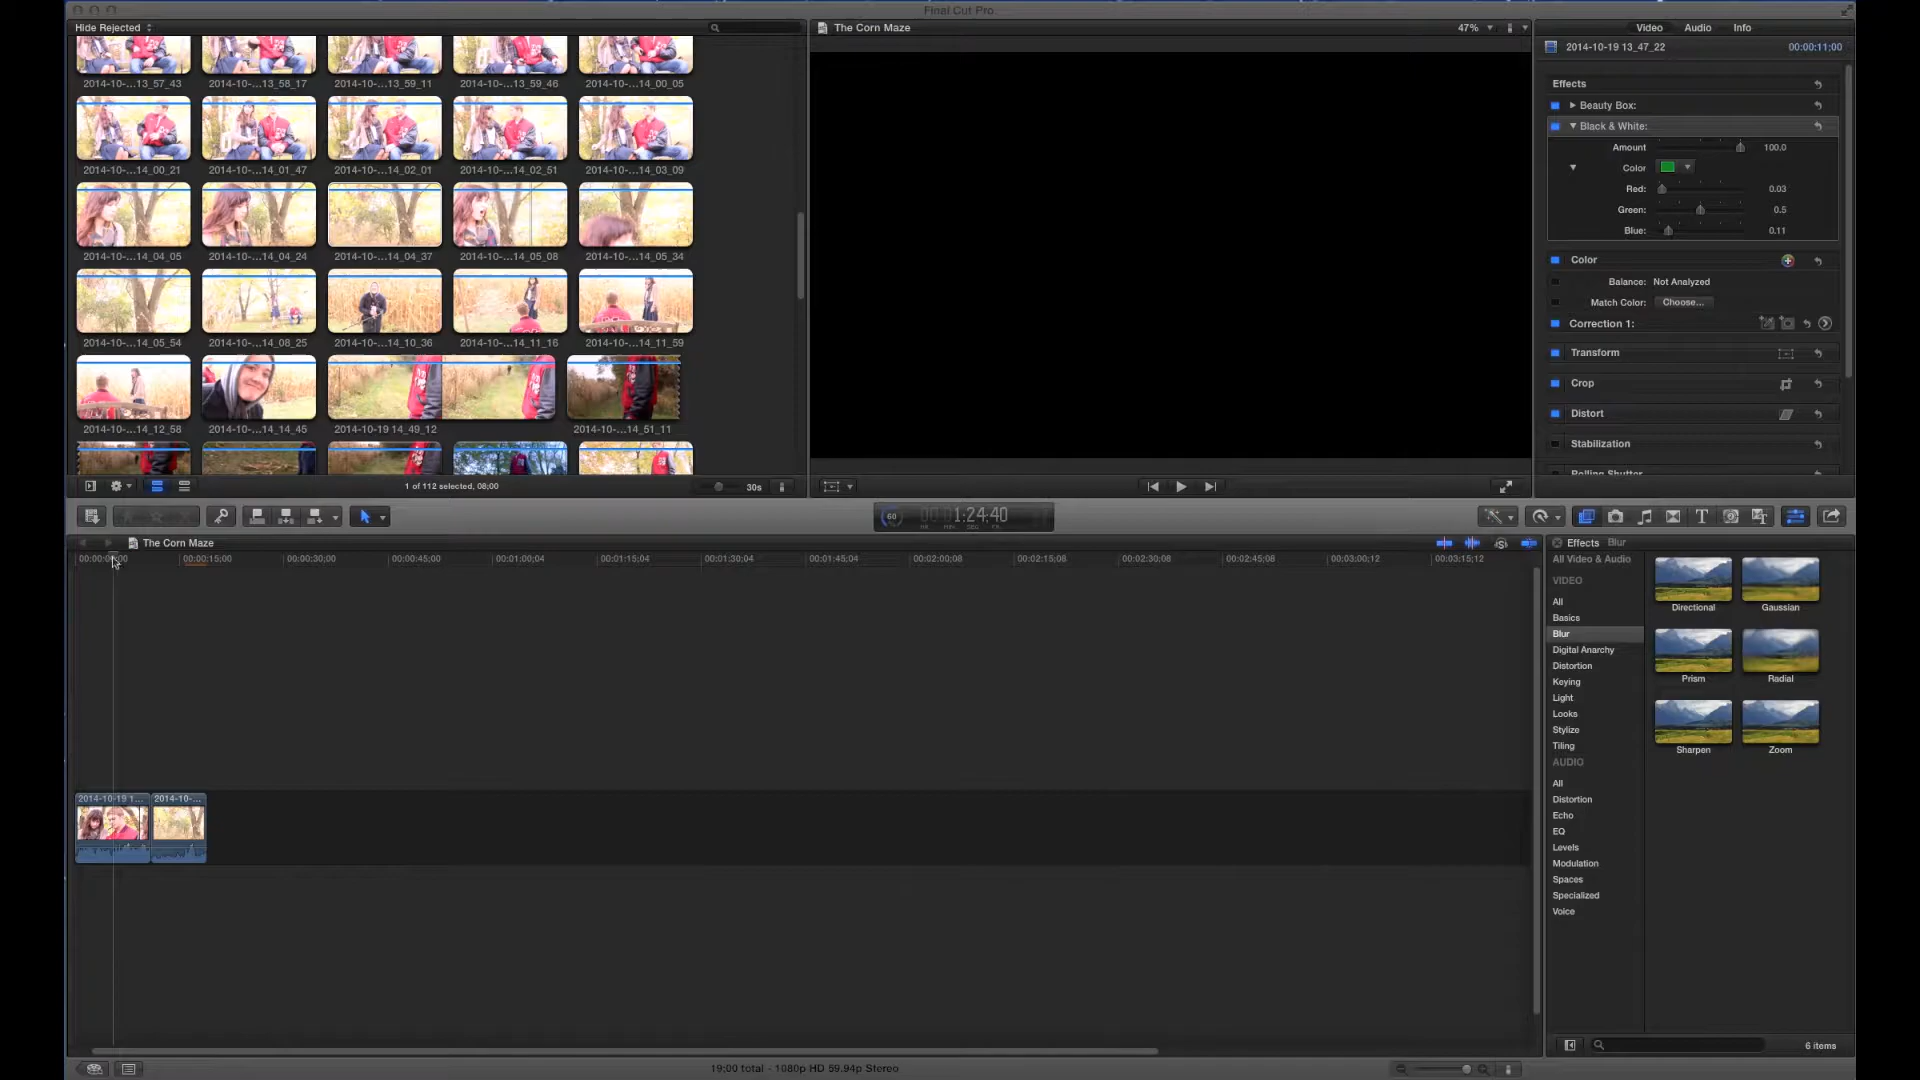 Final Cut Pro
Hide Rejected
The Corn Maze
47%
Video Audio Info
2014-10-19 13_47_22 00:00:11;00
2014-10-...13_57_43 2014-10-...13_58_17 2014-10-...13_59_11 2014-10-...13_59_46 2014-10-...14_00_05
2014-10-...14_00_21 2014-10-...14_01_47 2014-10-...14_02_01 2014-10-...14_02_51 2014-10-...14_03_09
2014-10-...14_04_05 2014-10-...14_04_24 2014-10-...14_04_37 2014-10-...14_05_08 2014-10-...14_05_34
2014-10-...14_05_54 2014-10-...14_08_25 2014-10-...14_10_36 2014-10-...14_11_16 2014-10-...14_11_59
2014-10-...14_12_58 2014-10-...14_14_45 2014-10-19 14_49_12 2014-10-...14_51_11
1 of 112 selected, 08;00
30s
Effects
Beauty Box:
Black & White:
Amount 100.0
Color
Red: 0.03
Green: 0.5
Blue: 0.11
Color
Balance: Not Analyzed
Match Color: Choose...
Correction 1:
Transform
Crop
Distort
Stabilization
Rolling Shutter
60
1:24;40
The Corn Maze
00:00:15;00 00:00:30;00 00:00:45;00 00:01:00;04 00:01:15;04 00:01:30;04 00:01:45;04 00:02:00;08 00:02:15;08 00:02:30;08 00:02:45;08 00:03:00;12 00:03:15;12
2014-10-19 1... 2014-10-...
Effects Blur
All Video & Audio
VIDEO
All
Basics
Blur
Digital Anarchy
Distortion
Keying
Light
Looks
Stylize
Tiling
AUDIO
All
Distortion
Echo
EQ
Levels
Modulation
Spaces
Specialized
Voice
Directional Gaussian
Prism Radial
Sharpen Zoom
6 items
19:00 total - 1080p HD 59.94p Stereo